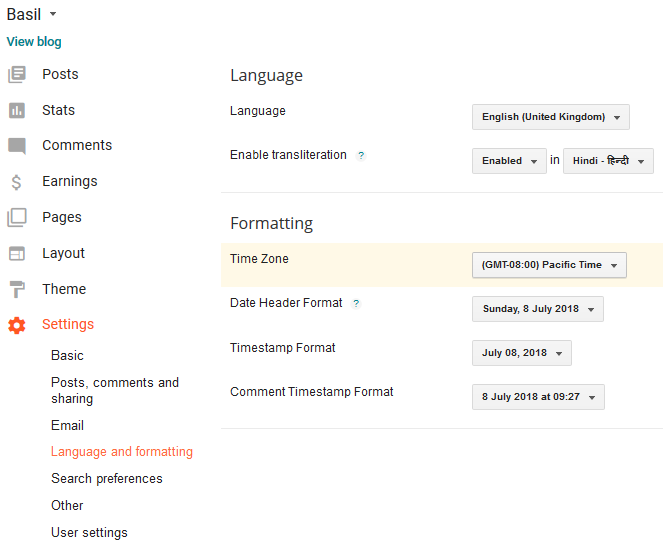 Basil
View blog
Posts
Stats
Comments
Earnings
Pages
Layout
Theme
Settings
Basic
Posts, comments and
sharing
Email
Language and formatting
Search preferences
Other
User settings
Language
Language English (United Kingdom)
Enable transliteration ? Enabled in Hindi - हिन्दी
Formatting
Time Zone (GMT-08:00) Pacific Time
Date Header Format ? Sunday, 8 July 2018
Timestamp Format July 08, 2018
Comment Timestamp Format 8 July 2018 at 09:27